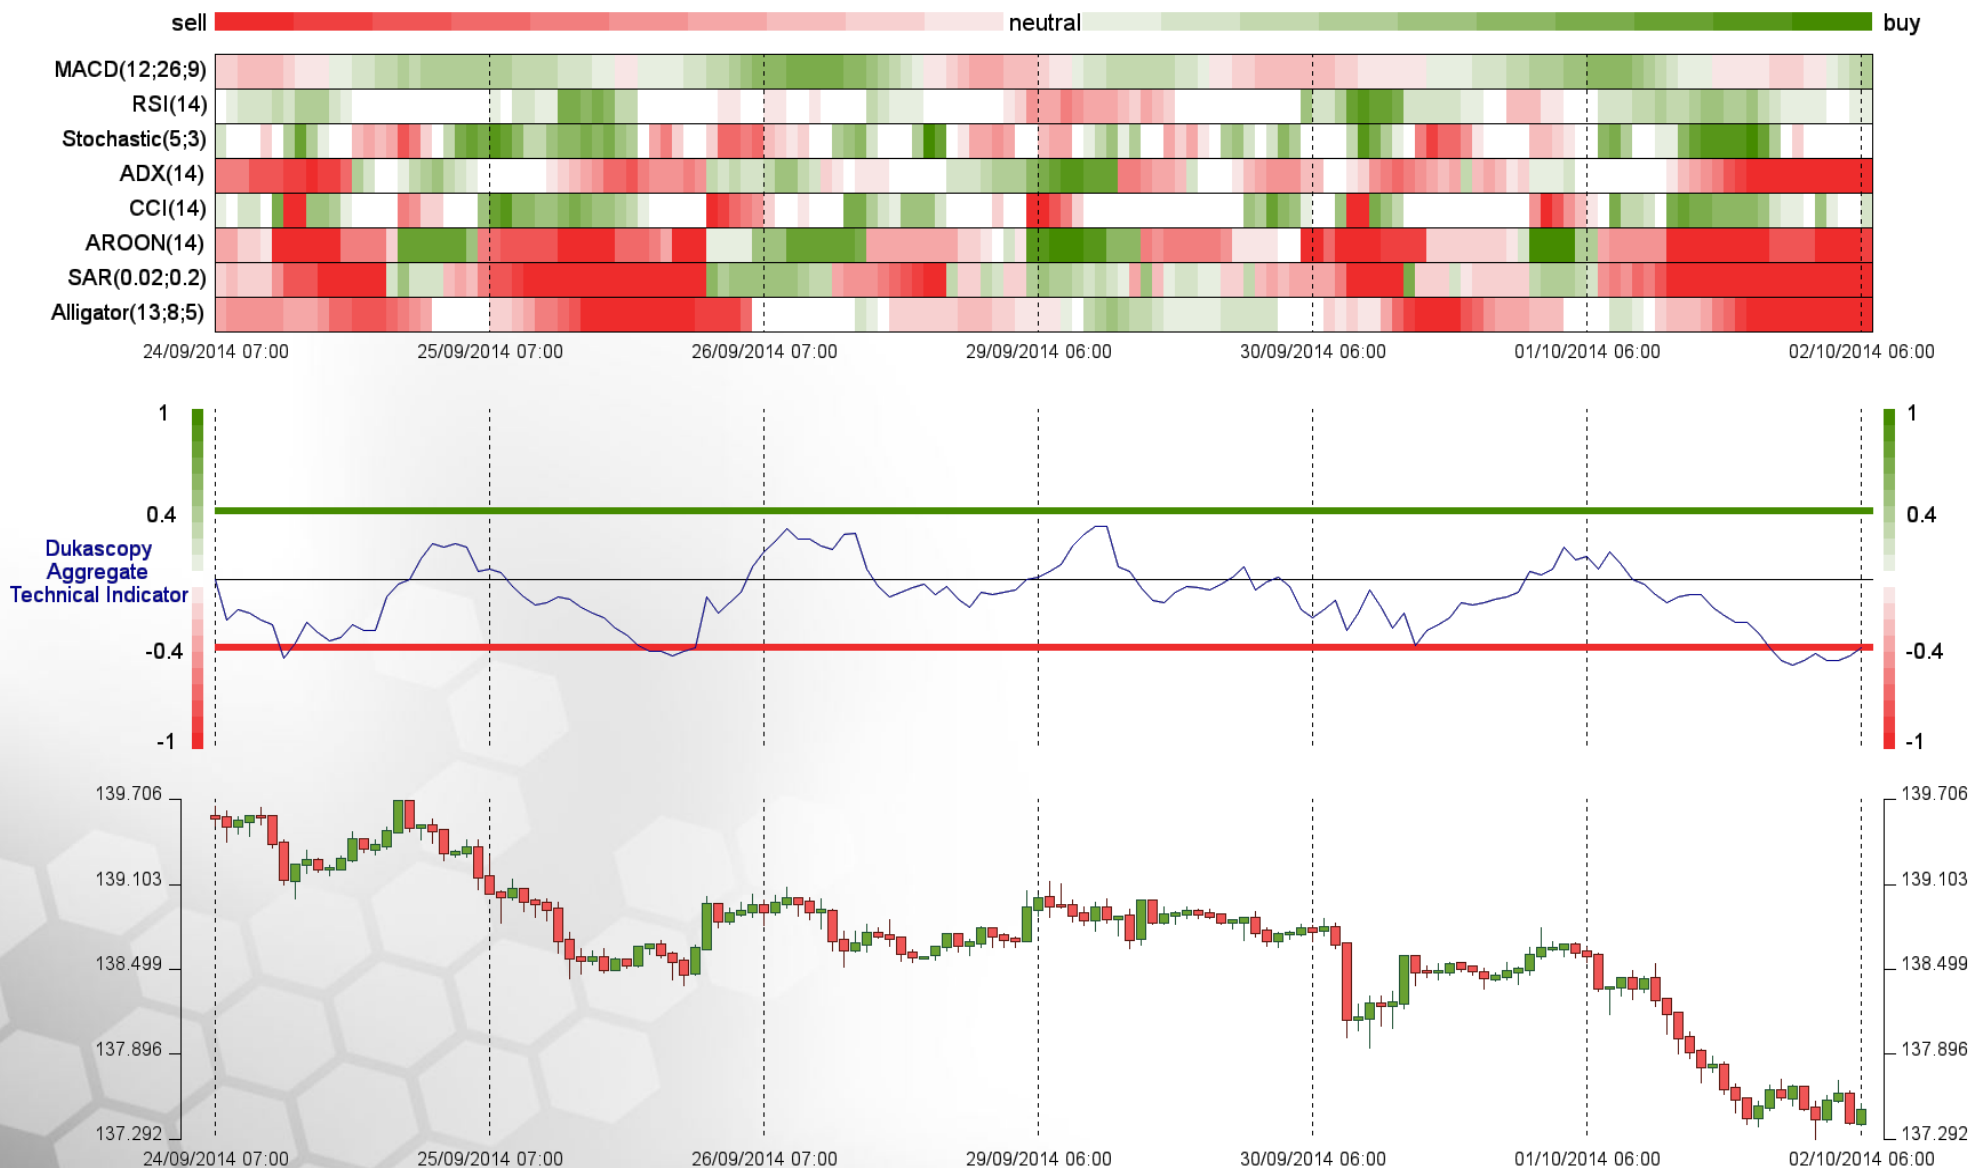 sell neutral buy
MACD(12;26;9)
RSI(14)
Stochastic(5;3)
ADX(14)
CCI(14)
AROON(14)
SAR(0.02;0.2)
Alligator(13;8;5)
24/09/2014 07:00 25/09/2014 07:00 26/09/2014 07:00 29/09/2014 06:00 30/09/2014 06:00 01/10/2014 06:00 02/10/2014 06:00
1 1
0.4 0.4
Dukascopy
Aggregate
Technical Indicator
-0.4 -0.4
-1 -1
139.706 139.706
139.103 139.103
138.499 138.499
137.896 137.896
137.292 137.292
24/09/2014 07:00 25/09/2014 07:00 26/09/2014 07:00 29/09/2014 06:00 30/09/2014 06:00 01/10/2014 06:00 02/10/2014 06:00